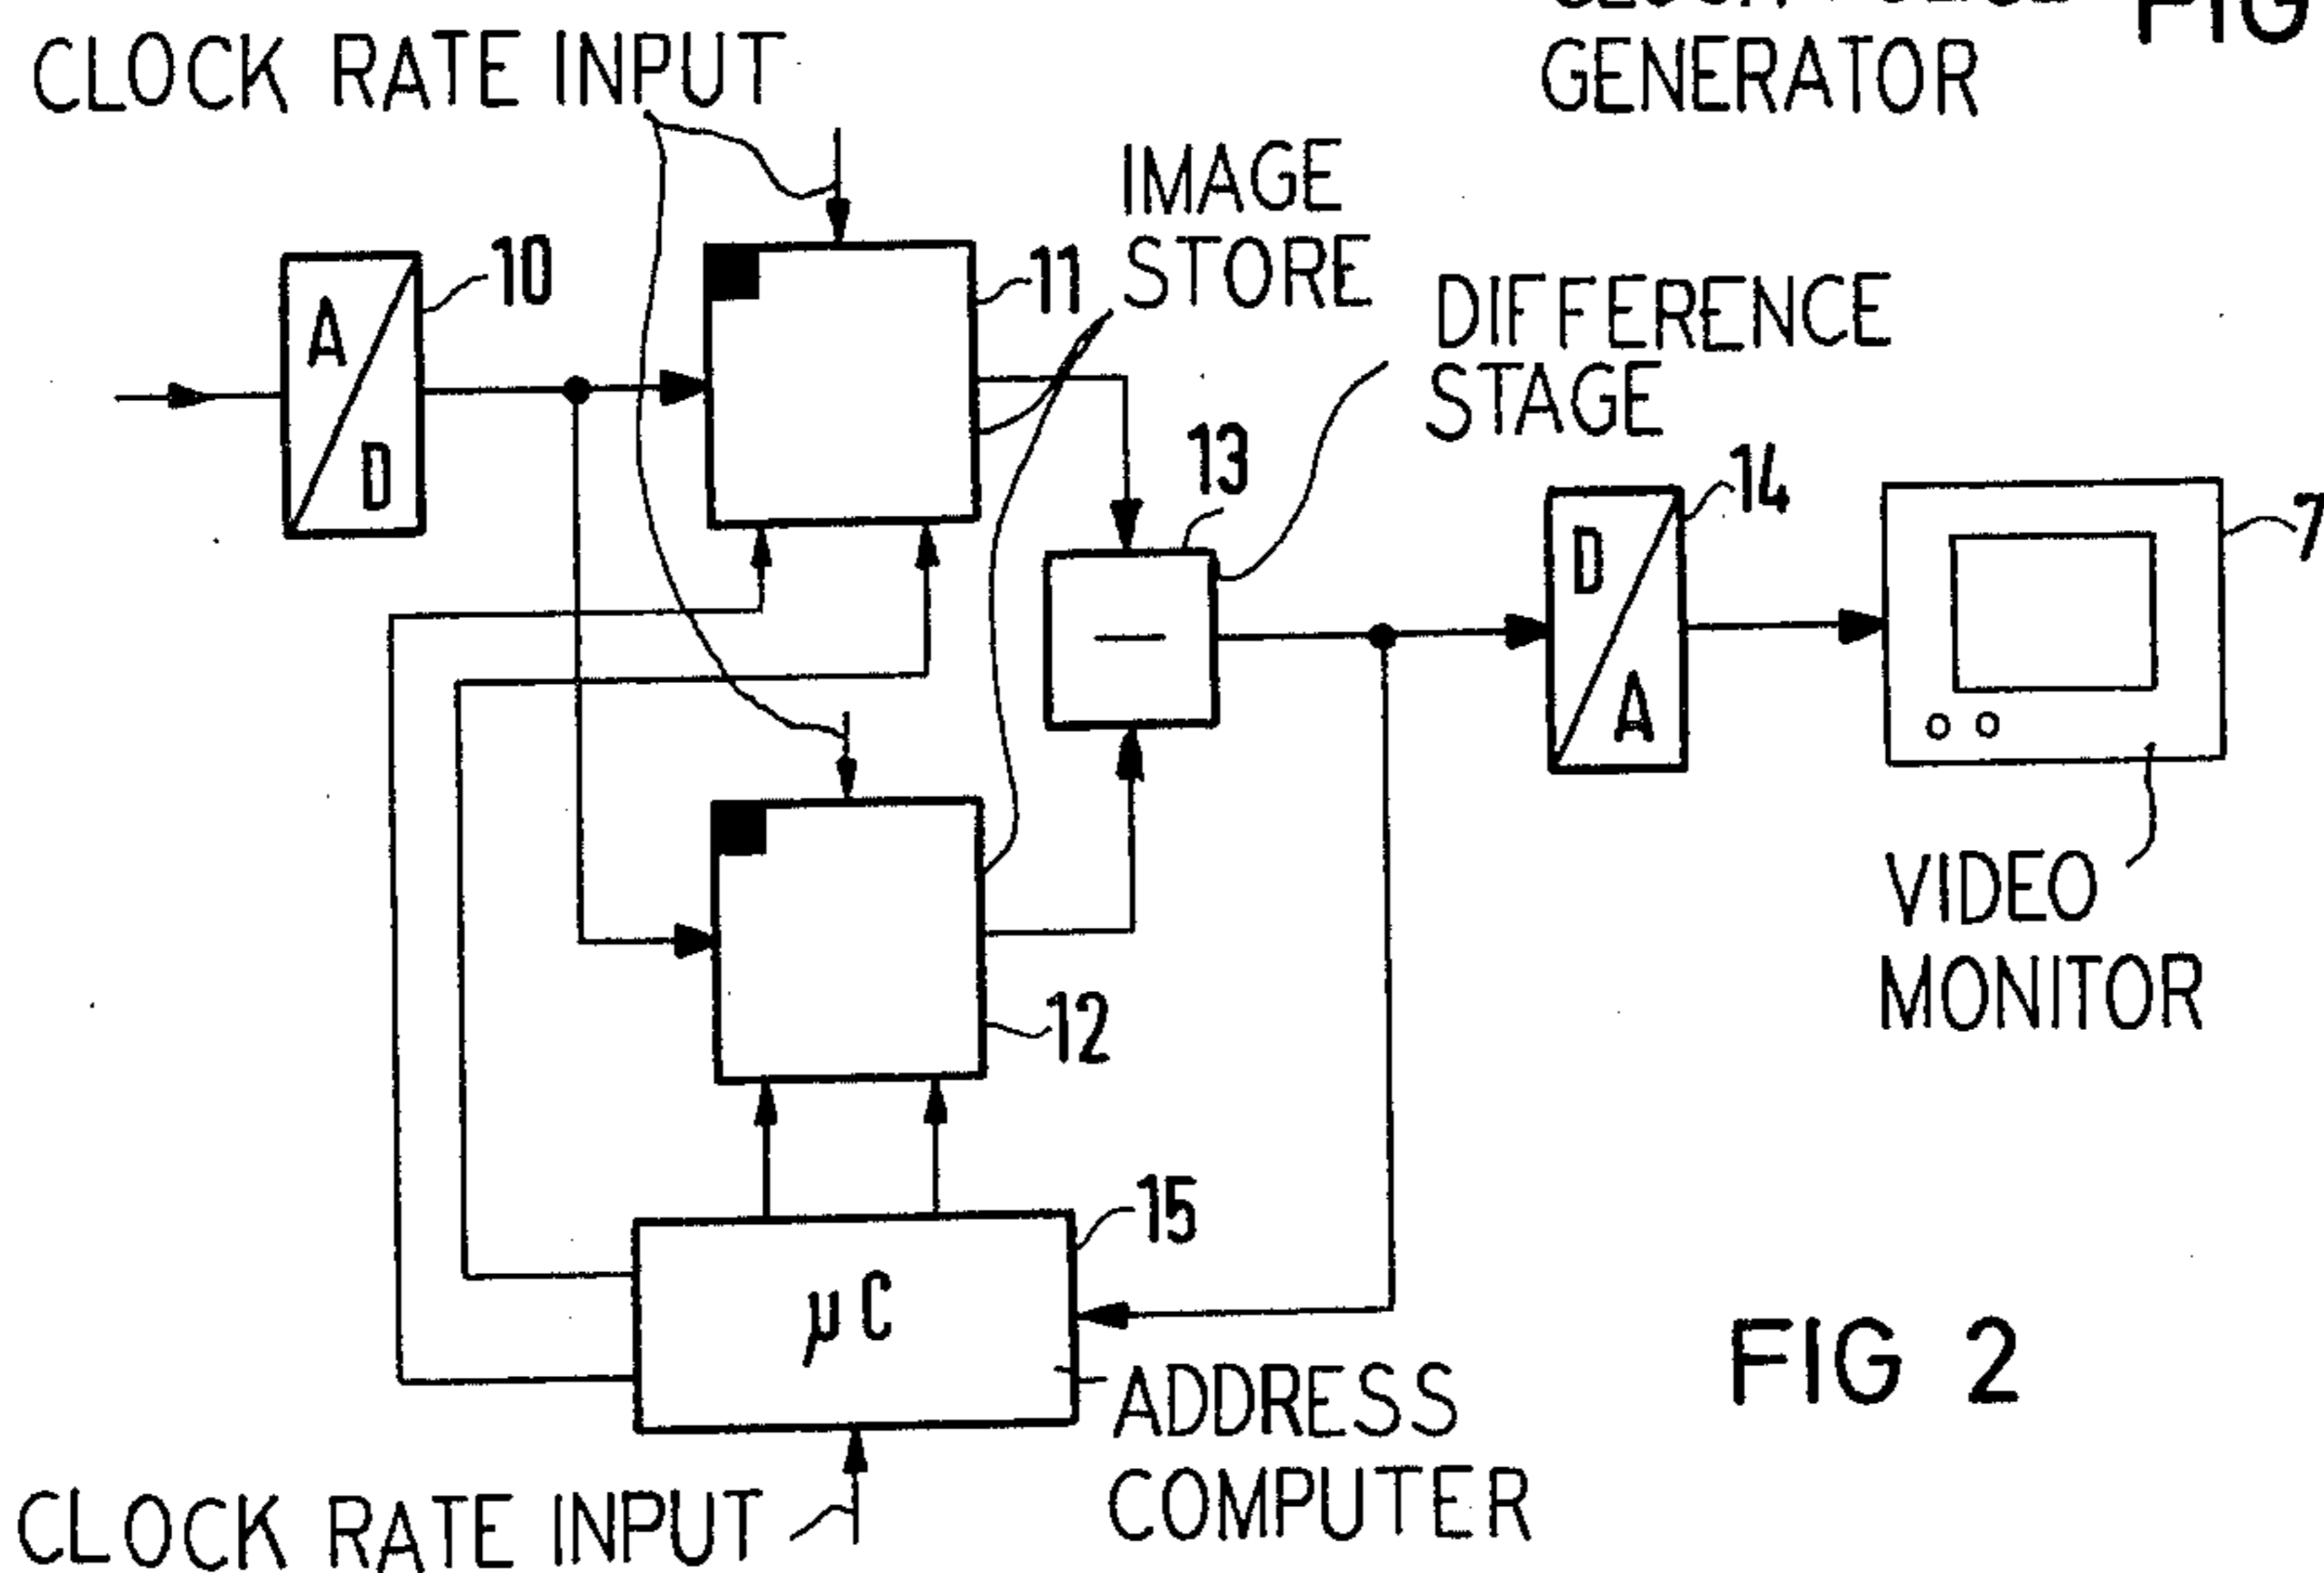 GENERATOR
FIG
CLOCK RATE INPUT
IMAGE
STORE
10
11
A
D
DIFFERENCE
STAGE
13
14
7
D
A
VIDEO
MONITOR
12
15
µC
ADDRESS
COMPUTER
CLOCK RATE INPUT
FIG 2